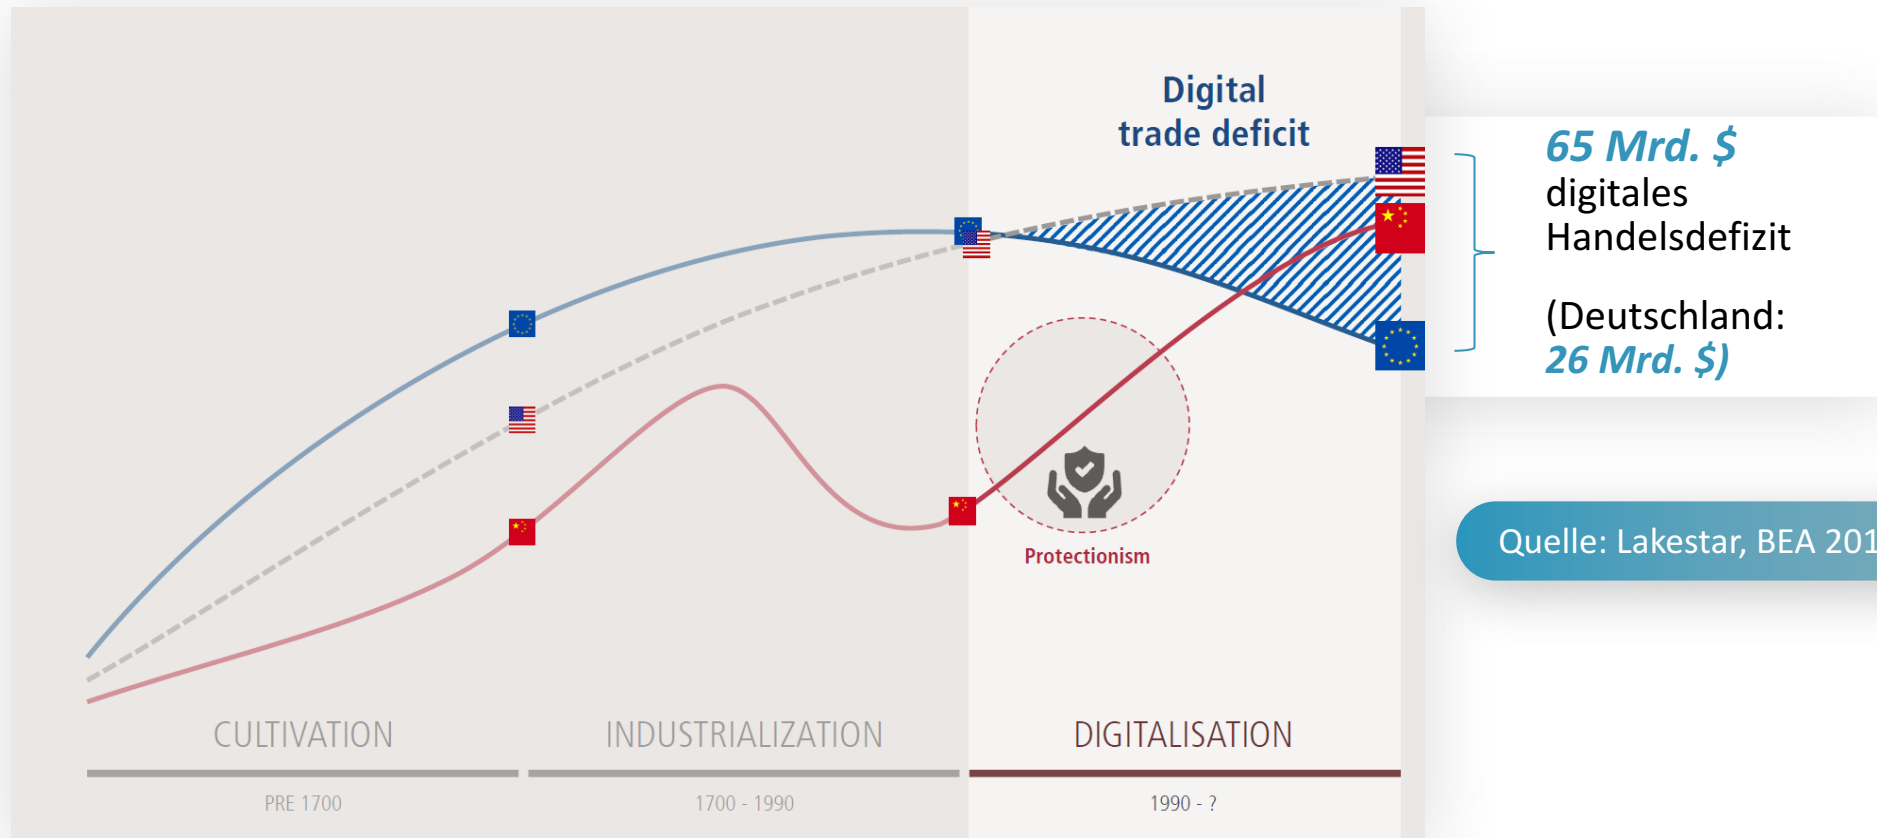 Digital
trade deficit
65 Mrd. $
digitales
Handelsdefizit
(Deutschland:
26 Mrd. $)
Protectionism
Quelle: Lakestar, BEA 201
CULTIVATION
INDUSTRIALIZATION
DIGITALISATION
PRE 1700
1700 - 1990
1990 - ?